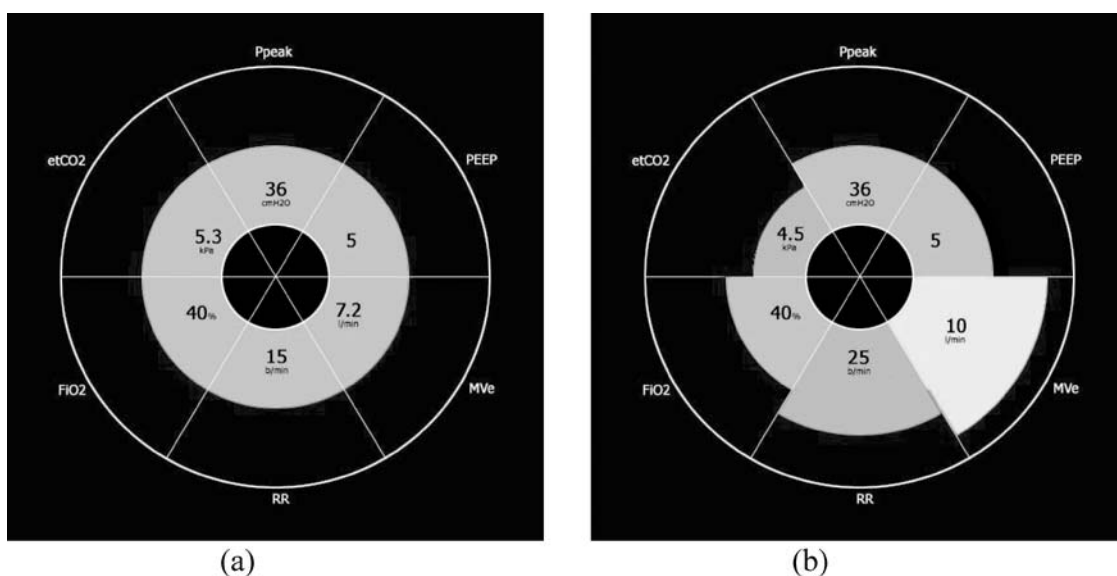 Ppeak
etCO2
PEEP
36
cmH2O
5.3
kPa
5
40%
7.2
l/min
15
b/min
FiO2
MVe
RR
(a)
Ppeak
etCO2
PEEP
36
cmH2O
4.5
kPa
5
40%
10
l/min
25
b/min
FiO2
MVe
RR
(b)